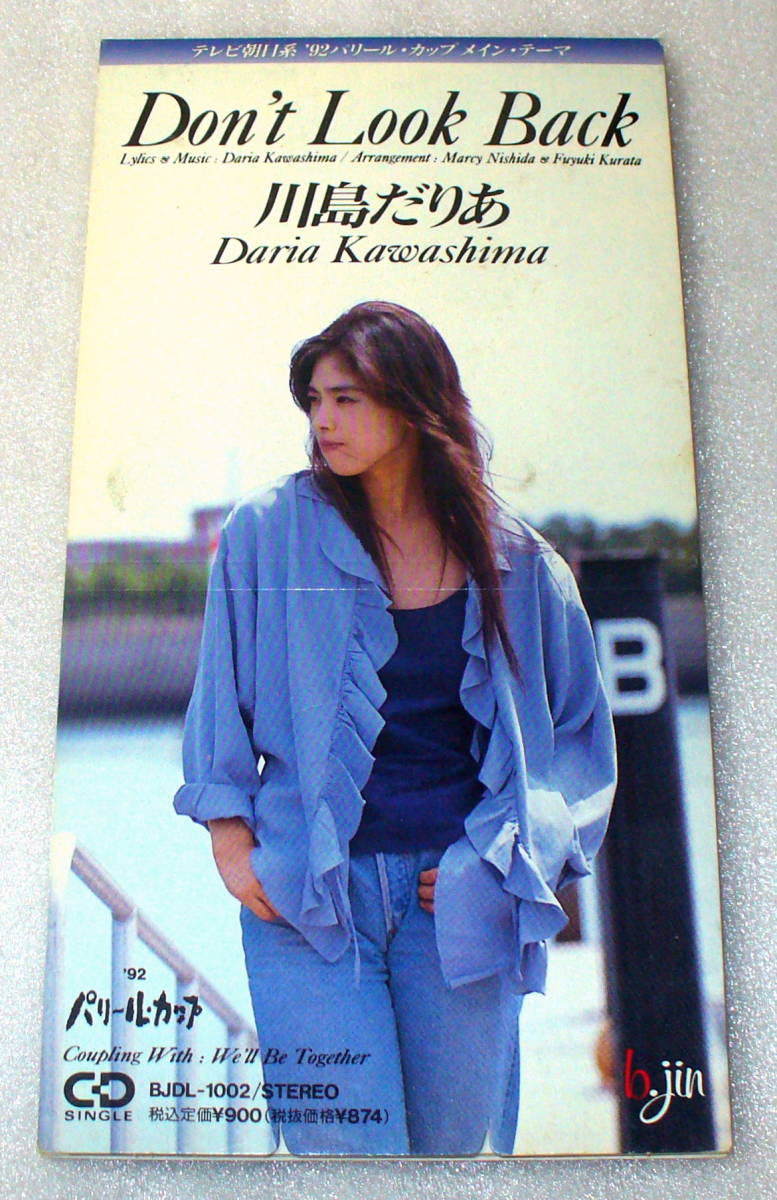 テレビ朝日系 '92パリール・カップ メイン・テーマ
Don't Look Back
Lylics & Music : Daria Kawashima / Arrangement : Marcy Nishida & Fuyuki Kurata
川島だりあ
Daria Kawashima
B
'92
パリール・カップ
Coupling With : We'll Be Together
CD
SINGLE
BJDL-1002/STEREO
税込定価¥900(税抜価格¥874)
b.jin